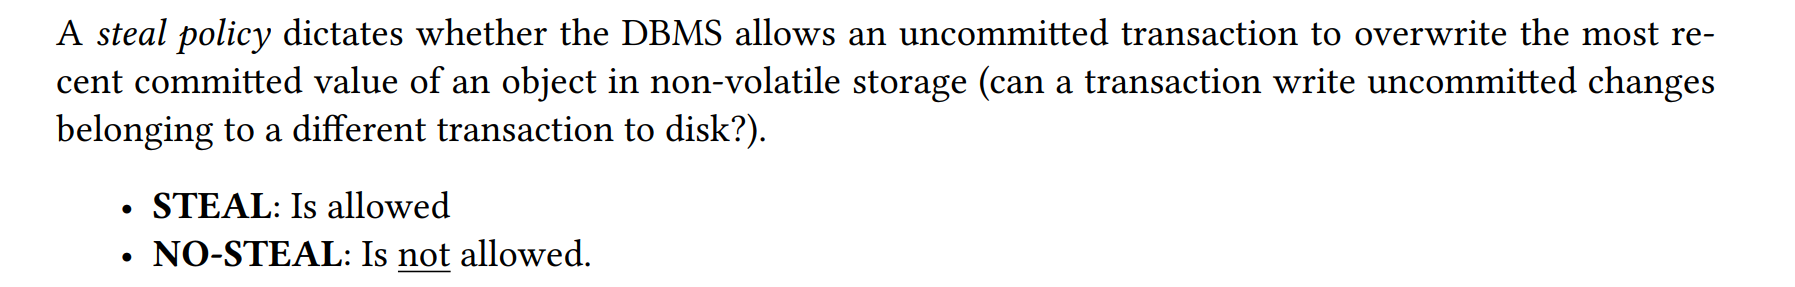 A steal policy dictates whether the DBMS allows an uncommitted transaction to overwrite the most re-
cent committed value of an object in non-volatile storage (can a transaction write uncommitted changes
belonging to a different transaction to disk?).
• STEAL: Is allowed
• NO-STEAL: Is not allowed.